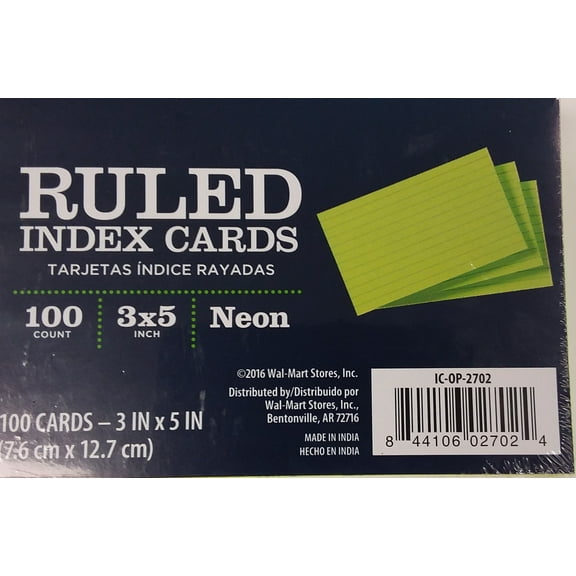 RULED
INDEX CARDS
TARJETAS ÍNDICE RAYADAS
100
COUNT
3x5
INCH
Neon
©2016 Wal-Mart Stores, Inc.
Distributed by/Distribuido por
Wal-Mart Stores, Inc.,
Bentonville, AR 72716
MADE IN INDIA
HECHO EN INDIA
100 CARDS – 3 IN x 5 IN
(7.6 cm x 12.7 cm)
IC-OP-2702
8 44106 02702 4